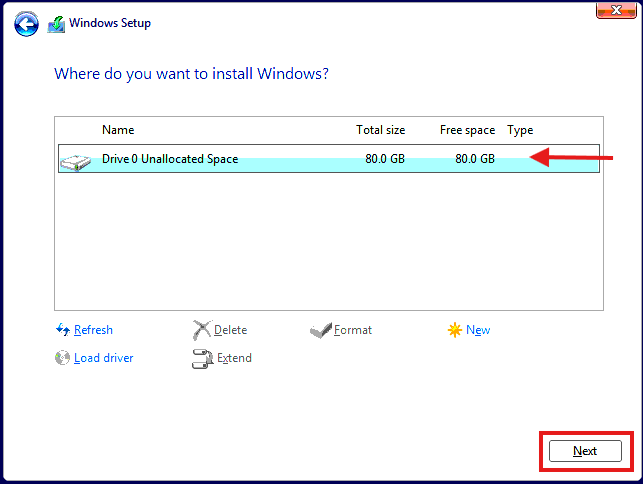 Windows Setup
Where do you want to install Windows?
Name Total size Free space Type
Drive 0 Unallocated Space 80.0 GB 80.0 GB
Refresh Delete Format New
Load driver Extend
Next